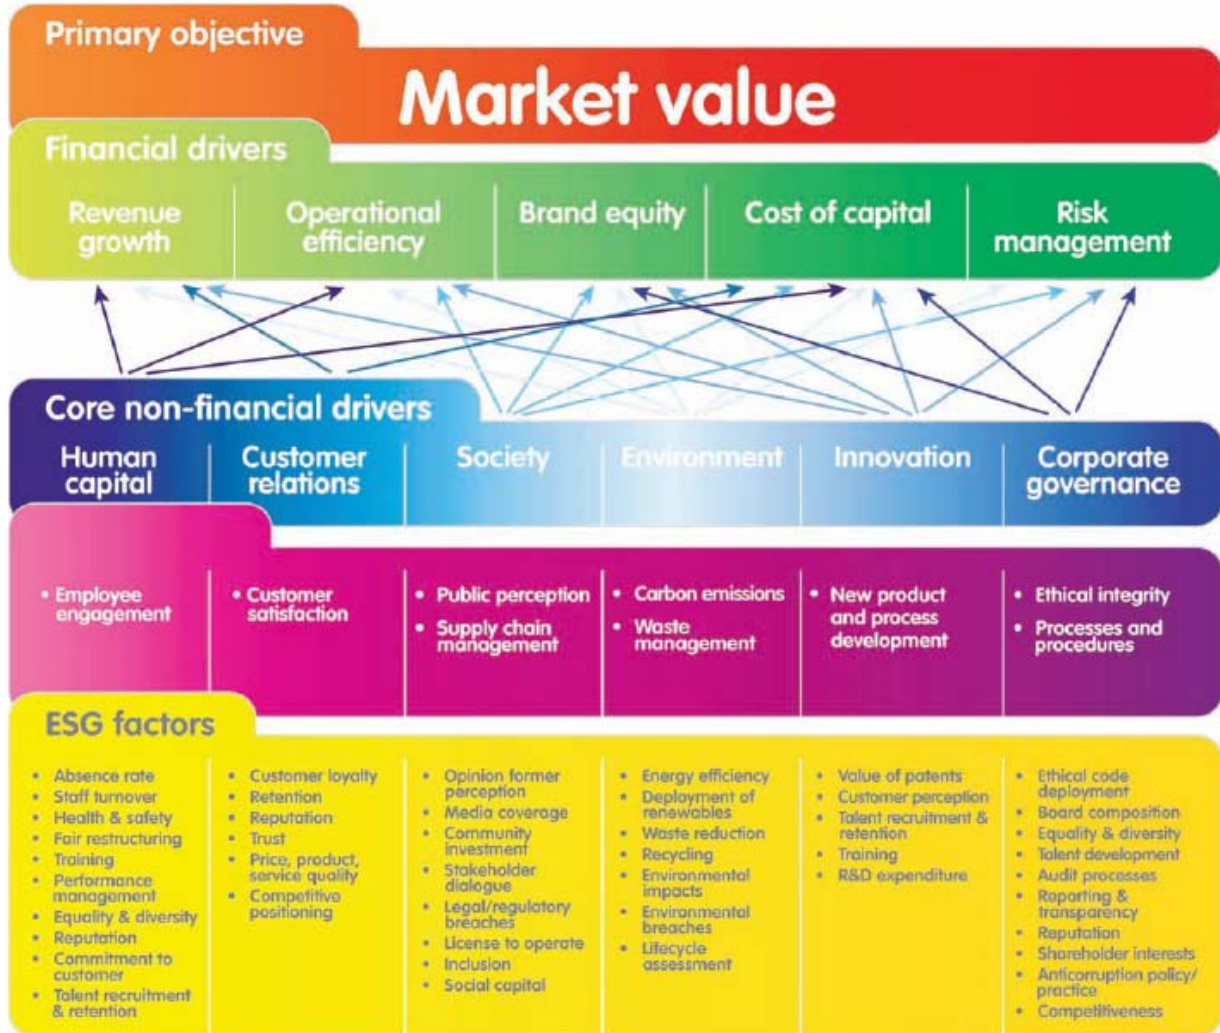 Primary objective
Market value
Financial drivers
Revenue
growth
Operational
efficiency
Brand equity
Cost of capital
Risk
management
Core non-financial drivers
Human
capital
Customer
relations
Society
Environment
Innovation
Corporate
governance
• Employee
engagement
• Customer
satisfaction
• Public perception
• Supply chain
management
• Carbon emissions
• Waste
management
• New product
and process
development
• Ethical integrity
• Processes and
procedures
ESG factors
• Absence rate
• Staff turnover
• Health & safety
• Fair restructuring
• Training
• Performance
management
• Equality & diversity
• Reputation
• Commitment to
customer
• Talent recruitment
& retention
• Customer loyalty
• Retention
• Reputation
• Trust
• Price, product,
service quality
• Competitive
positioning
• Opinion former
perception
• Media coverage
• Community
investment
• Stakeholder
dialogue
• Legal/regulatory
breaches
• License to operate
• Inclusion
• Social capital
• Energy efficiency
• Deployment of
renewables
• Waste reduction
• Recycling
• Environmental
impacts
• Environmental
breaches
• Lifecycle
assessment
• Value of patents
• Customer perception
• Talent recruitment &
retention
• Training
• R&D expenditure
• Ethical code
deployment
• Board composition
• Equality & diversity
• Talent development
• Audit processes
• Reporting &
transparency
• Reputation
• Shareholder interests
• Anticorruption policy/
practice
• Competitiveness